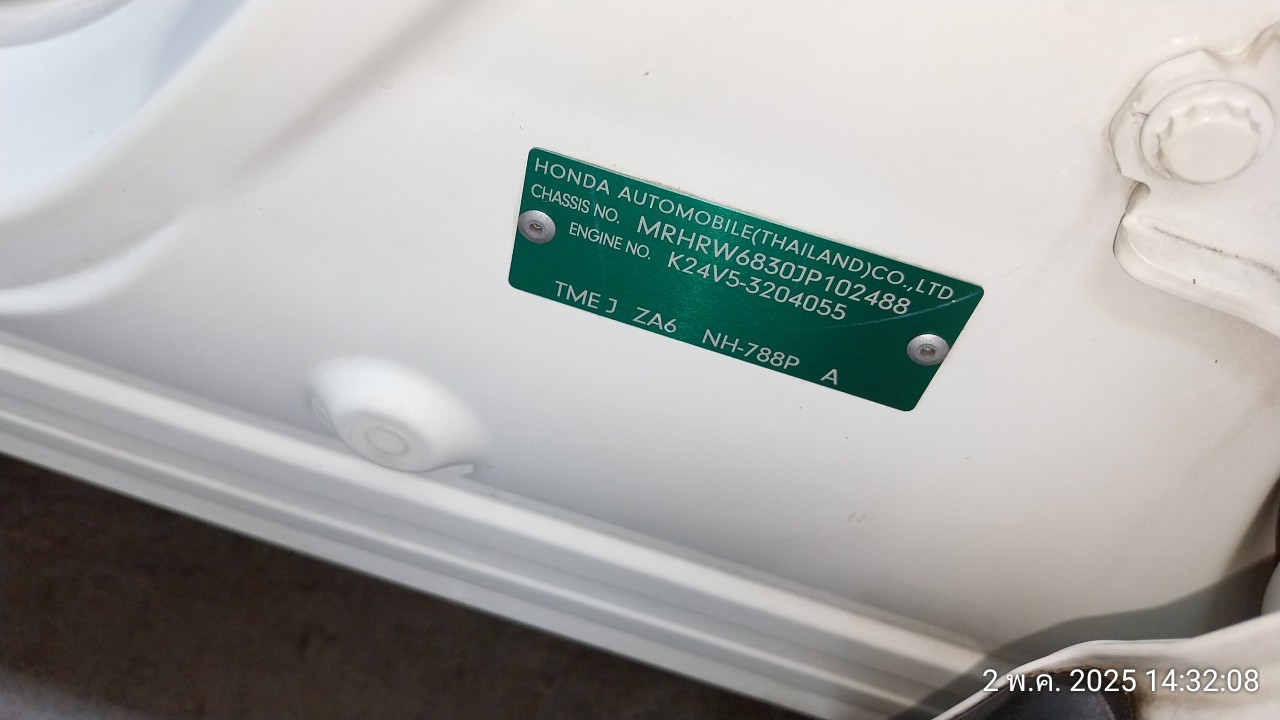 HONDA AUTOMOBILE(THAILAND)CO.,LTD.
CHASSIS NO. MRHRW6830JP102488
ENGINE NO. K24V5-3204055
TME J ZA6 NH-788P A
2 พ.ค. 2025 14:32:08